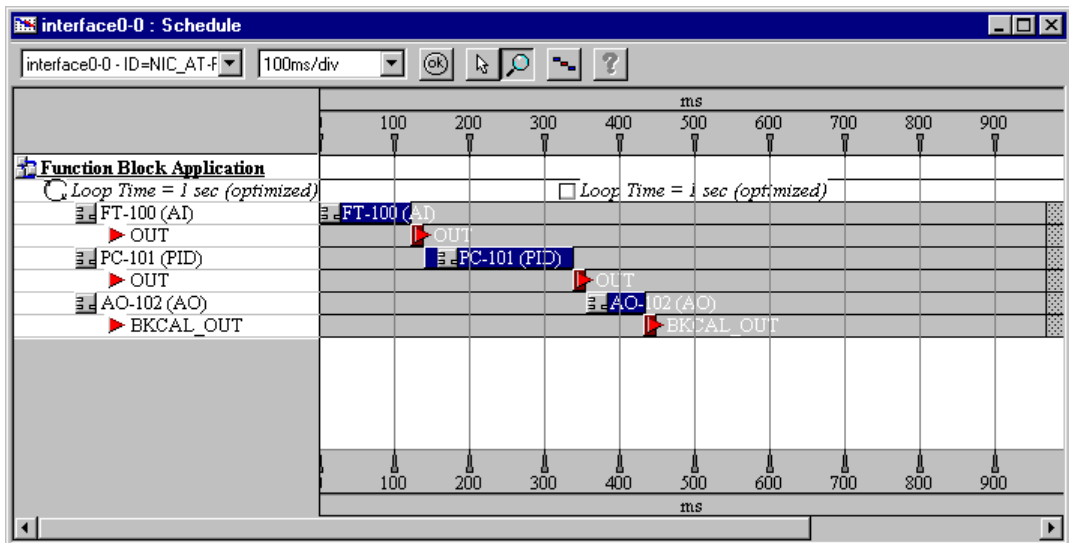 interface0-0 : Schedule
interface0-0 - ID=NIC_AT-F 100ms/div ok ?
ms
100 200 300 400 500 600 700 800 900
Function Block Application
Loop Time = 1 sec (optimized) Loop Time = 1 sec (optimized)
FT-100 (AI) FT-100 (AI)
OUT OUT
PC-101 (PID) PC-101 (PID)
OUT OUT
AO-102 (AO) AO-102 (AO)
BKCAL_OUT BKCAL_OUT
100 200 300 400 500 600 700 800 900
ms